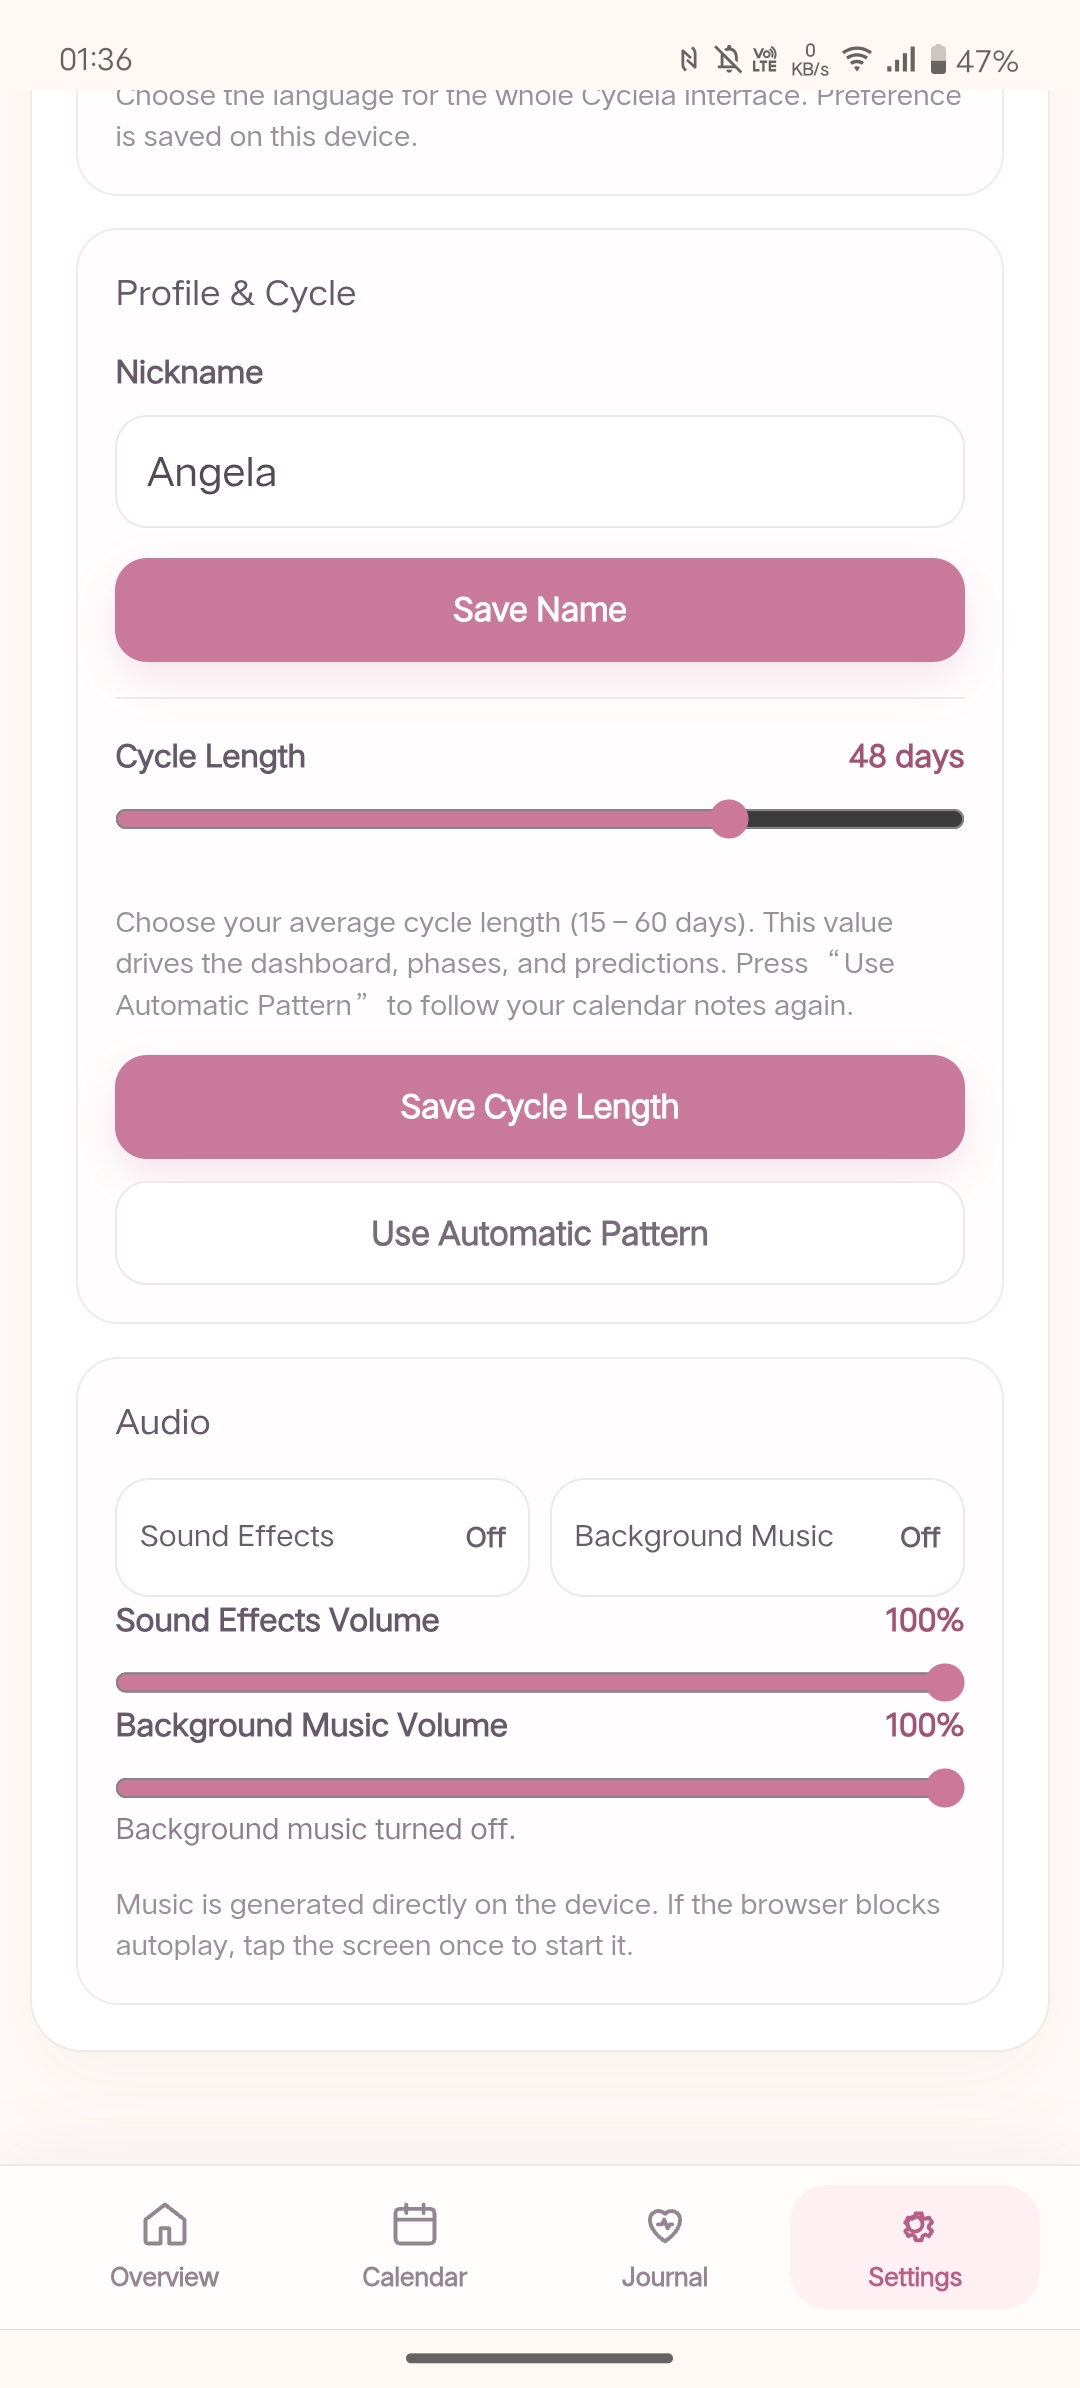 01:36
Vo) LTE
0 KB/s
47%
Choose the language for the whole Cyclela interface. Preference
is saved on this device.
Profile & Cycle
Nickname
Angela
Save Name
Cycle Length
48 days
Choose your average cycle length (15 – 60 days). This value
drives the dashboard, phases, and predictions. Press “Use
Automatic Pattern” to follow your calendar notes again.
Save Cycle Length
Use Automatic Pattern
Audio
Sound Effects
Off
Background Music
Off
Sound Effects Volume
100%
Background Music Volume
100%
Background music turned off.
Music is generated directly on the device. If the browser blocks
autoplay, tap the screen once to start it.
Overview
Calendar
Journal
Settings